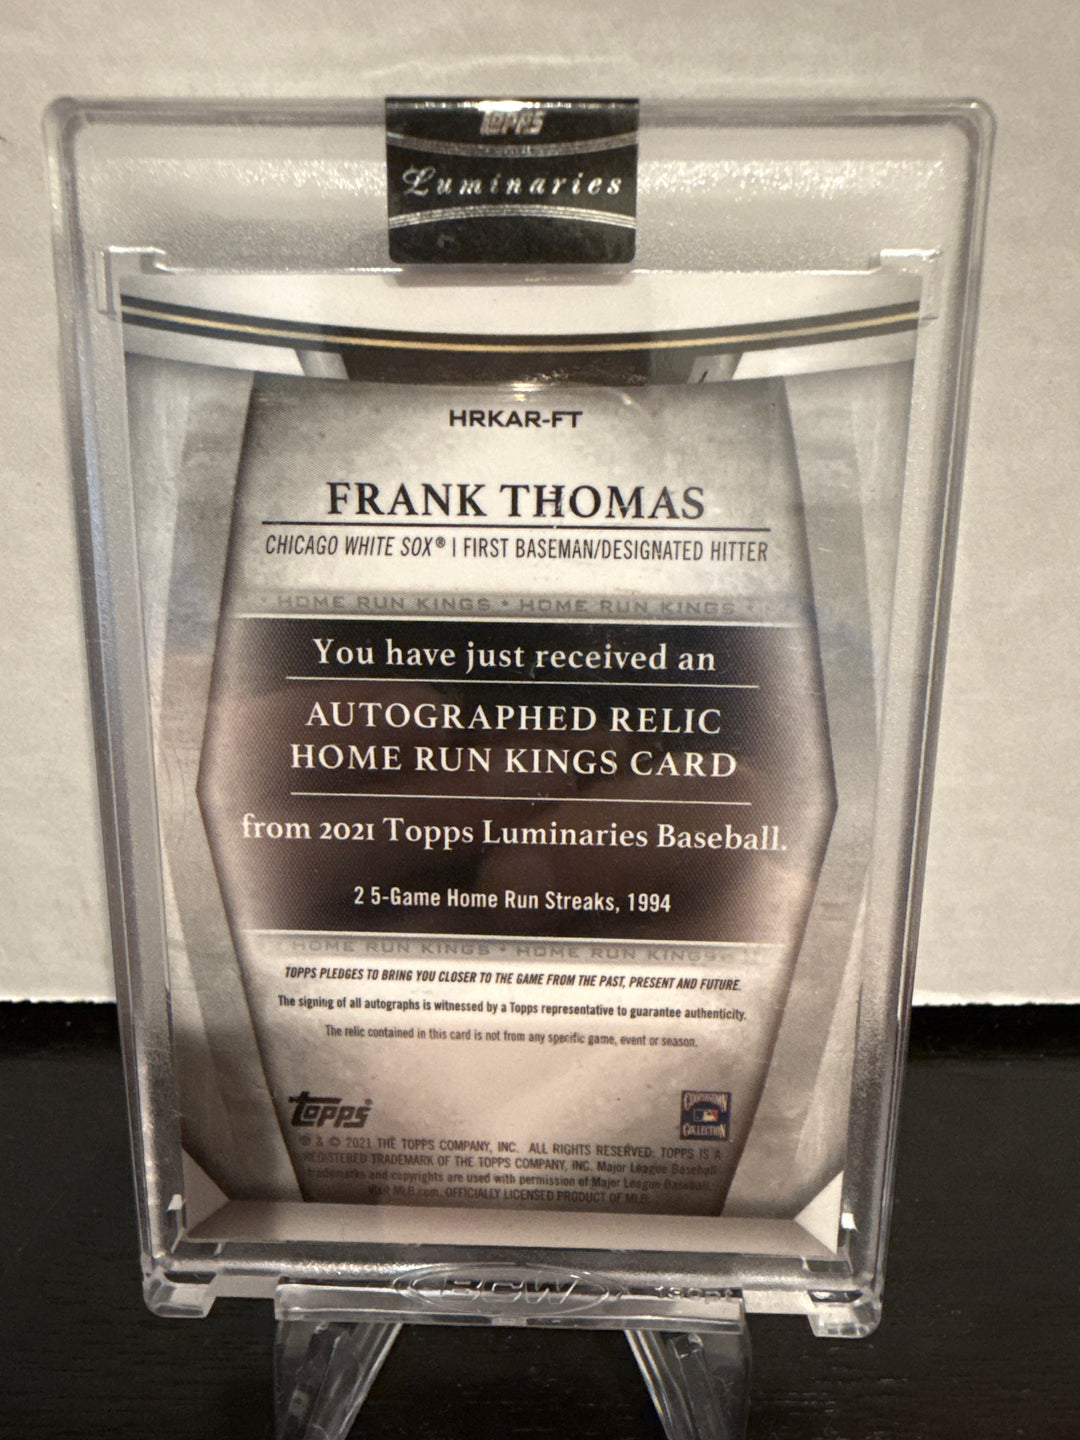 TOPPS
Luminaries
HRKAR-FT
FRANK THOMAS
CHICAGO WHITE SOX® | FIRST BASEMAN/DESIGNATED HITTER
• HOME RUN KINGS • HOME RUN KINGS •
You have just received an
AUTOGRAPHED RELIC
HOME RUN KINGS CARD
from 2021 Topps Luminaries Baseball.
2 5-Game Home Run Streaks, 1994
HOME RUN KINGS • HOME RUN KINGS
TOPPS PLEDGES TO BRING YOU CLOSER TO THE GAME FROM THE PAST, PRESENT AND FUTURE.
The signing of all autographs is witnessed by a Topps representative to guarantee authenticity.
The relic contained in this card is not from any specific game, event or season.
Topps®
COOPERSTOWN
COLLECTION
® & © 2021 THE TOPPS COMPANY, INC. ALL RIGHTS RESERVED. TOPPS IS A
REGISTERED TRADEMARK OF THE TOPPS COMPANY, INC. Major League Baseball
trademarks and copyrights are used with permission of Major League Baseball.
Visit MLB.com. OFFICIALLY LICENSED PRODUCT OF MLB.
BCW